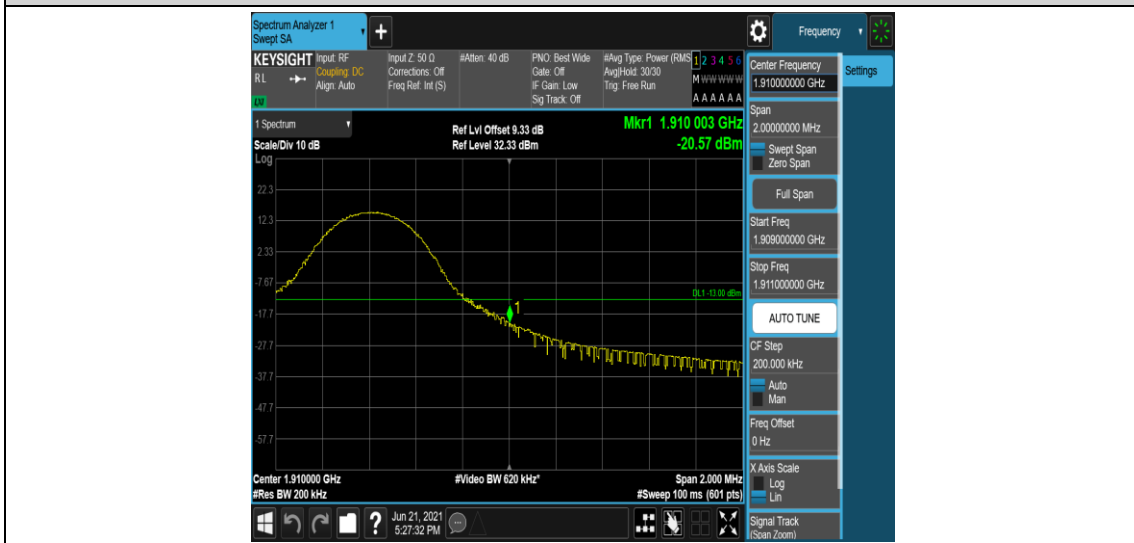 Spectrum Analyzer 1
Swept SA
Frequency
KEYSIGHT
RL
Input: RF
Coupling: DC
Align: Auto
Input Z: 50 Ω
Corrections: Off
Freq Ref: Int (S)
#Atten: 40 dB
PNO: Best Wide
Gate: Off
IF Gain: Low
Sig Track: Off
#Avg Type: Power (RMS
Avg|Hold: 30/30
Trig: Free Run
1 2 3 4 5 6
M W W W W W
A A A A A A
1 Spectrum
Scale/Div 10 dB
Log
Ref Lvl Offset 9.33 dB
Ref Level 32.33 dBm
Mkr1 1.910 003 GHz
-20.57 dBm
22.3
12.3
2.33
-7.67
-17.7
-27.7
-37.7
-47.7
-57.7
DL1 -13.00 dBm
1
Center 1.910000 GHz
#Res BW 200 kHz
#Video BW 620 kHz*
Span 2.000 MHz
#Sweep 100 ms (601 pts)
Center Frequency
1.910000000 GHz
Settings
Span
2.00000000 MHz
Swept Span
Zero Span
Full Span
Start Freq
1.909000000 GHz
Stop Freq
1.911000000 GHz
AUTO TUNE
CF Step
200.000 kHz
Auto
Man
Freq Offset
0 Hz
X Axis Scale
Log
Lin
Signal Track
(Span Zoom)
?
Jun 21, 2021
5:27:32 PM